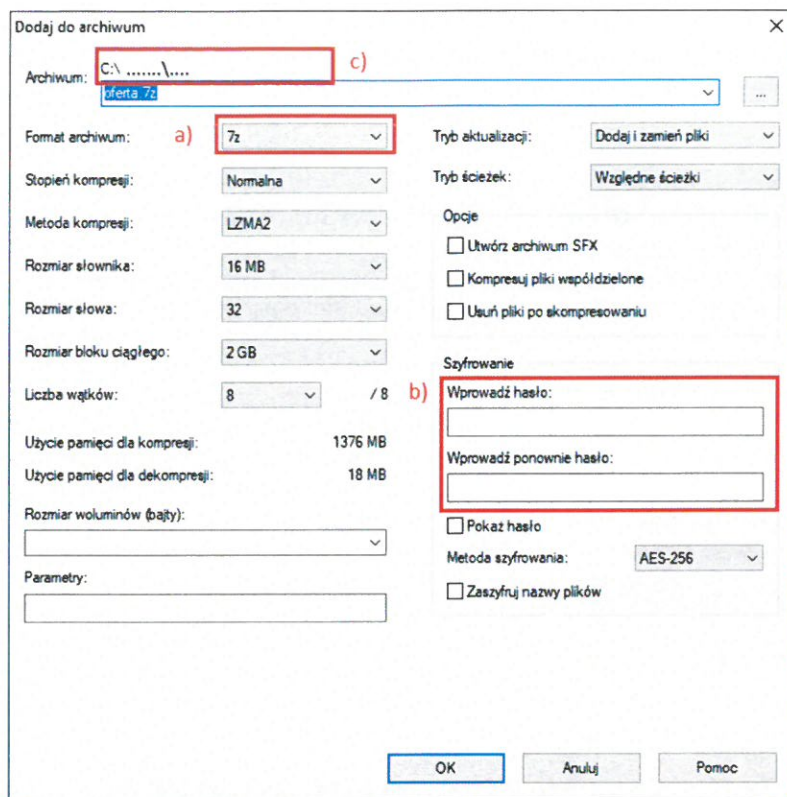 Dodaj do archiwum
Archiwum: C:\ .......\.... c)
oferta.7z ...
Format archiwum: a) 7z
Tryb aktualizacji: Dodaj i zamień pliki
Stopień kompresji: Normalna
Tryb ścieżek: Względne ścieżki
Metoda kompresji: LZMA2
Opcje
Utwórz archiwum SFX
Rozmiar słownika: 16 MB
Kompresuj pliki współdzielone
Rozmiar słowa: 32
Usuń pliki po skompresowaniu
Rozmiar bloku ciągłego: 2 GB
Szyfrowanie
Liczba wątków: 8 / 8
b) Wprowadź hasło:
Użycie pamięci dla kompresji: 1376 MB
Wprowadź ponownie hasło:
Użycie pamięci dla dekompresji: 18 MB
Rozmiar woluminów (bajty):
Pokaż hasło
Metoda szyfrowania: AES-256
Parametry:
Zaszyfruj nazwy plików
OK Anuluj Pomoc